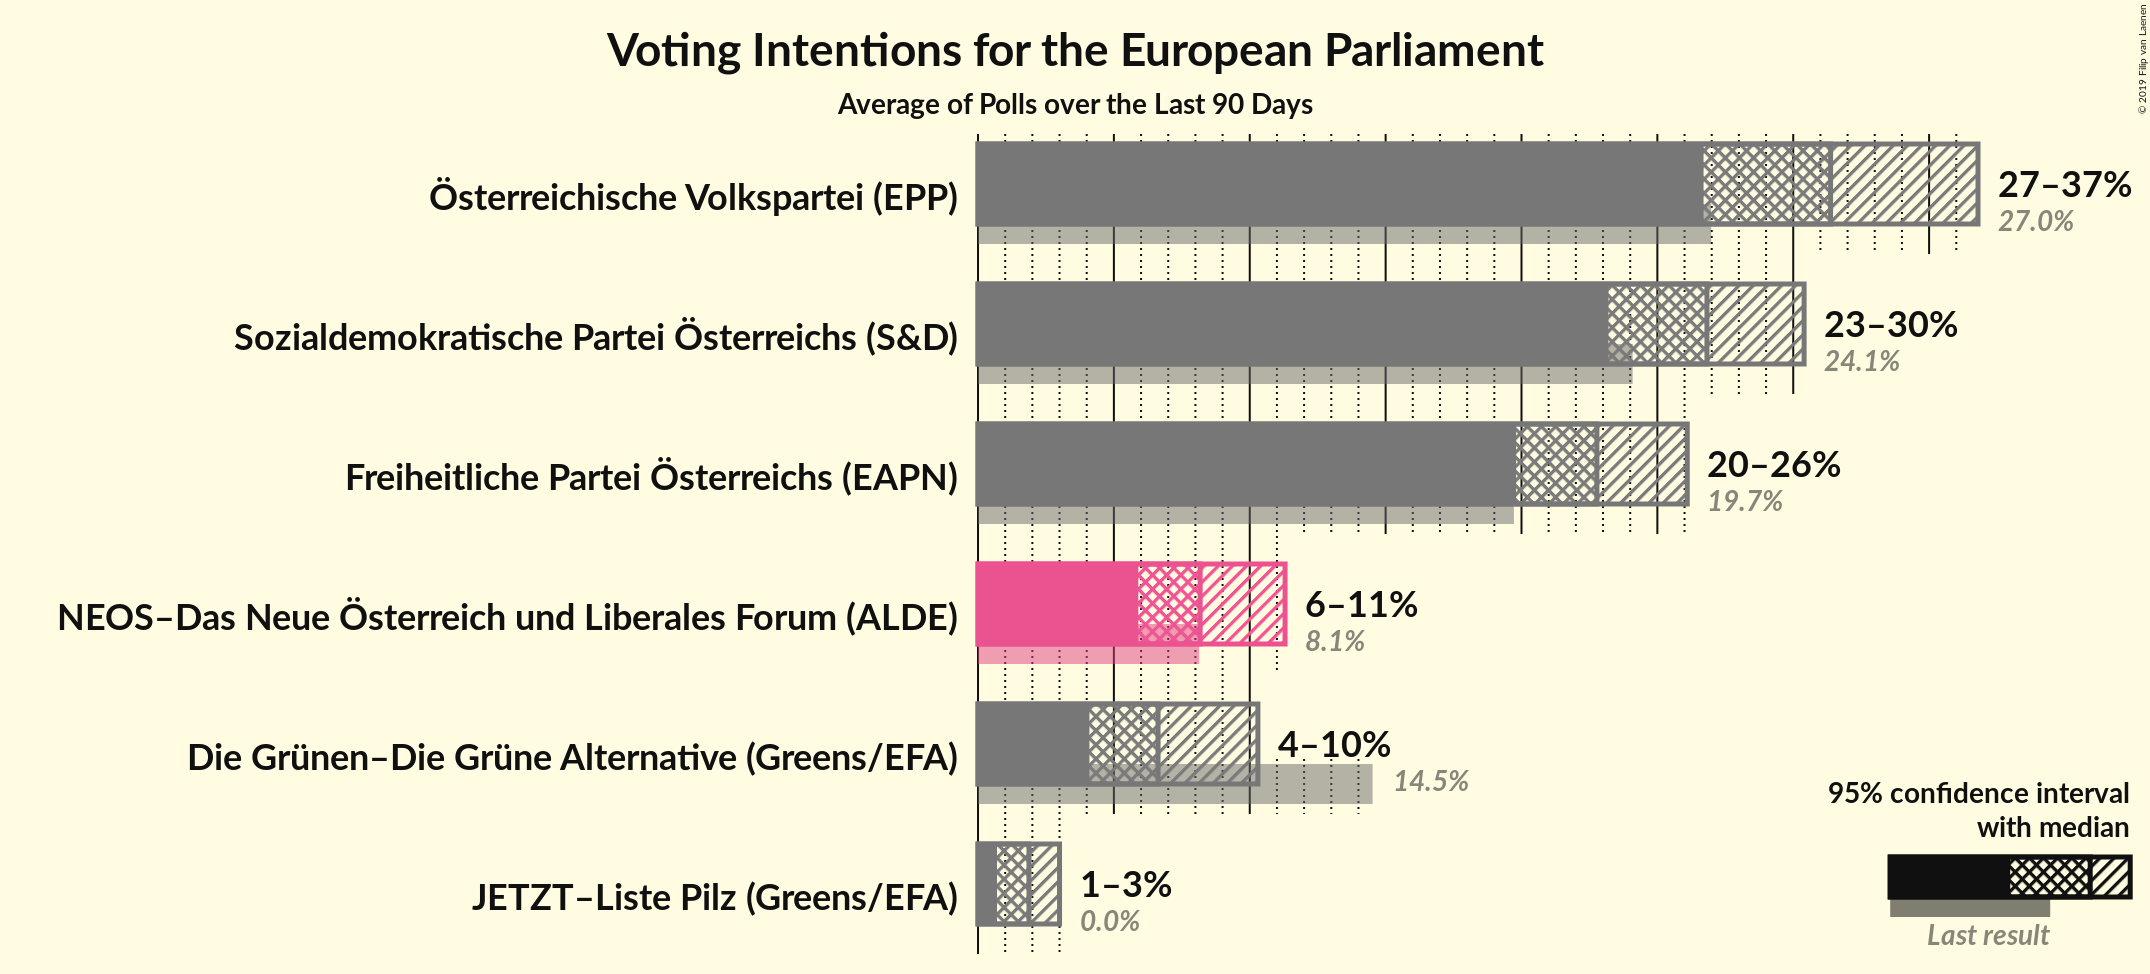 Voting Intentions for the European Parliament
Average of Polls over the Last 90 Days
© 2019 Filip van Laenen
Österreichische Volkspartei (EPP)
27–37%
27.0%
Sozialdemokratische Partei Österreichs (S&D)
23–30%
24.1%
Freiheitliche Partei Österreichs (EAPN)
20–26%
19.7%
NEOS–Das Neue Österreich und Liberales Forum (ALDE)
6–11%
8.1%
Die Grünen–Die Grüne Alternative (Greens/EFA)
4–10%
14.5%
JETZT–Liste Pilz (Greens/EFA)
1–3%
0.0%
95% confidence interval
with median
Last result